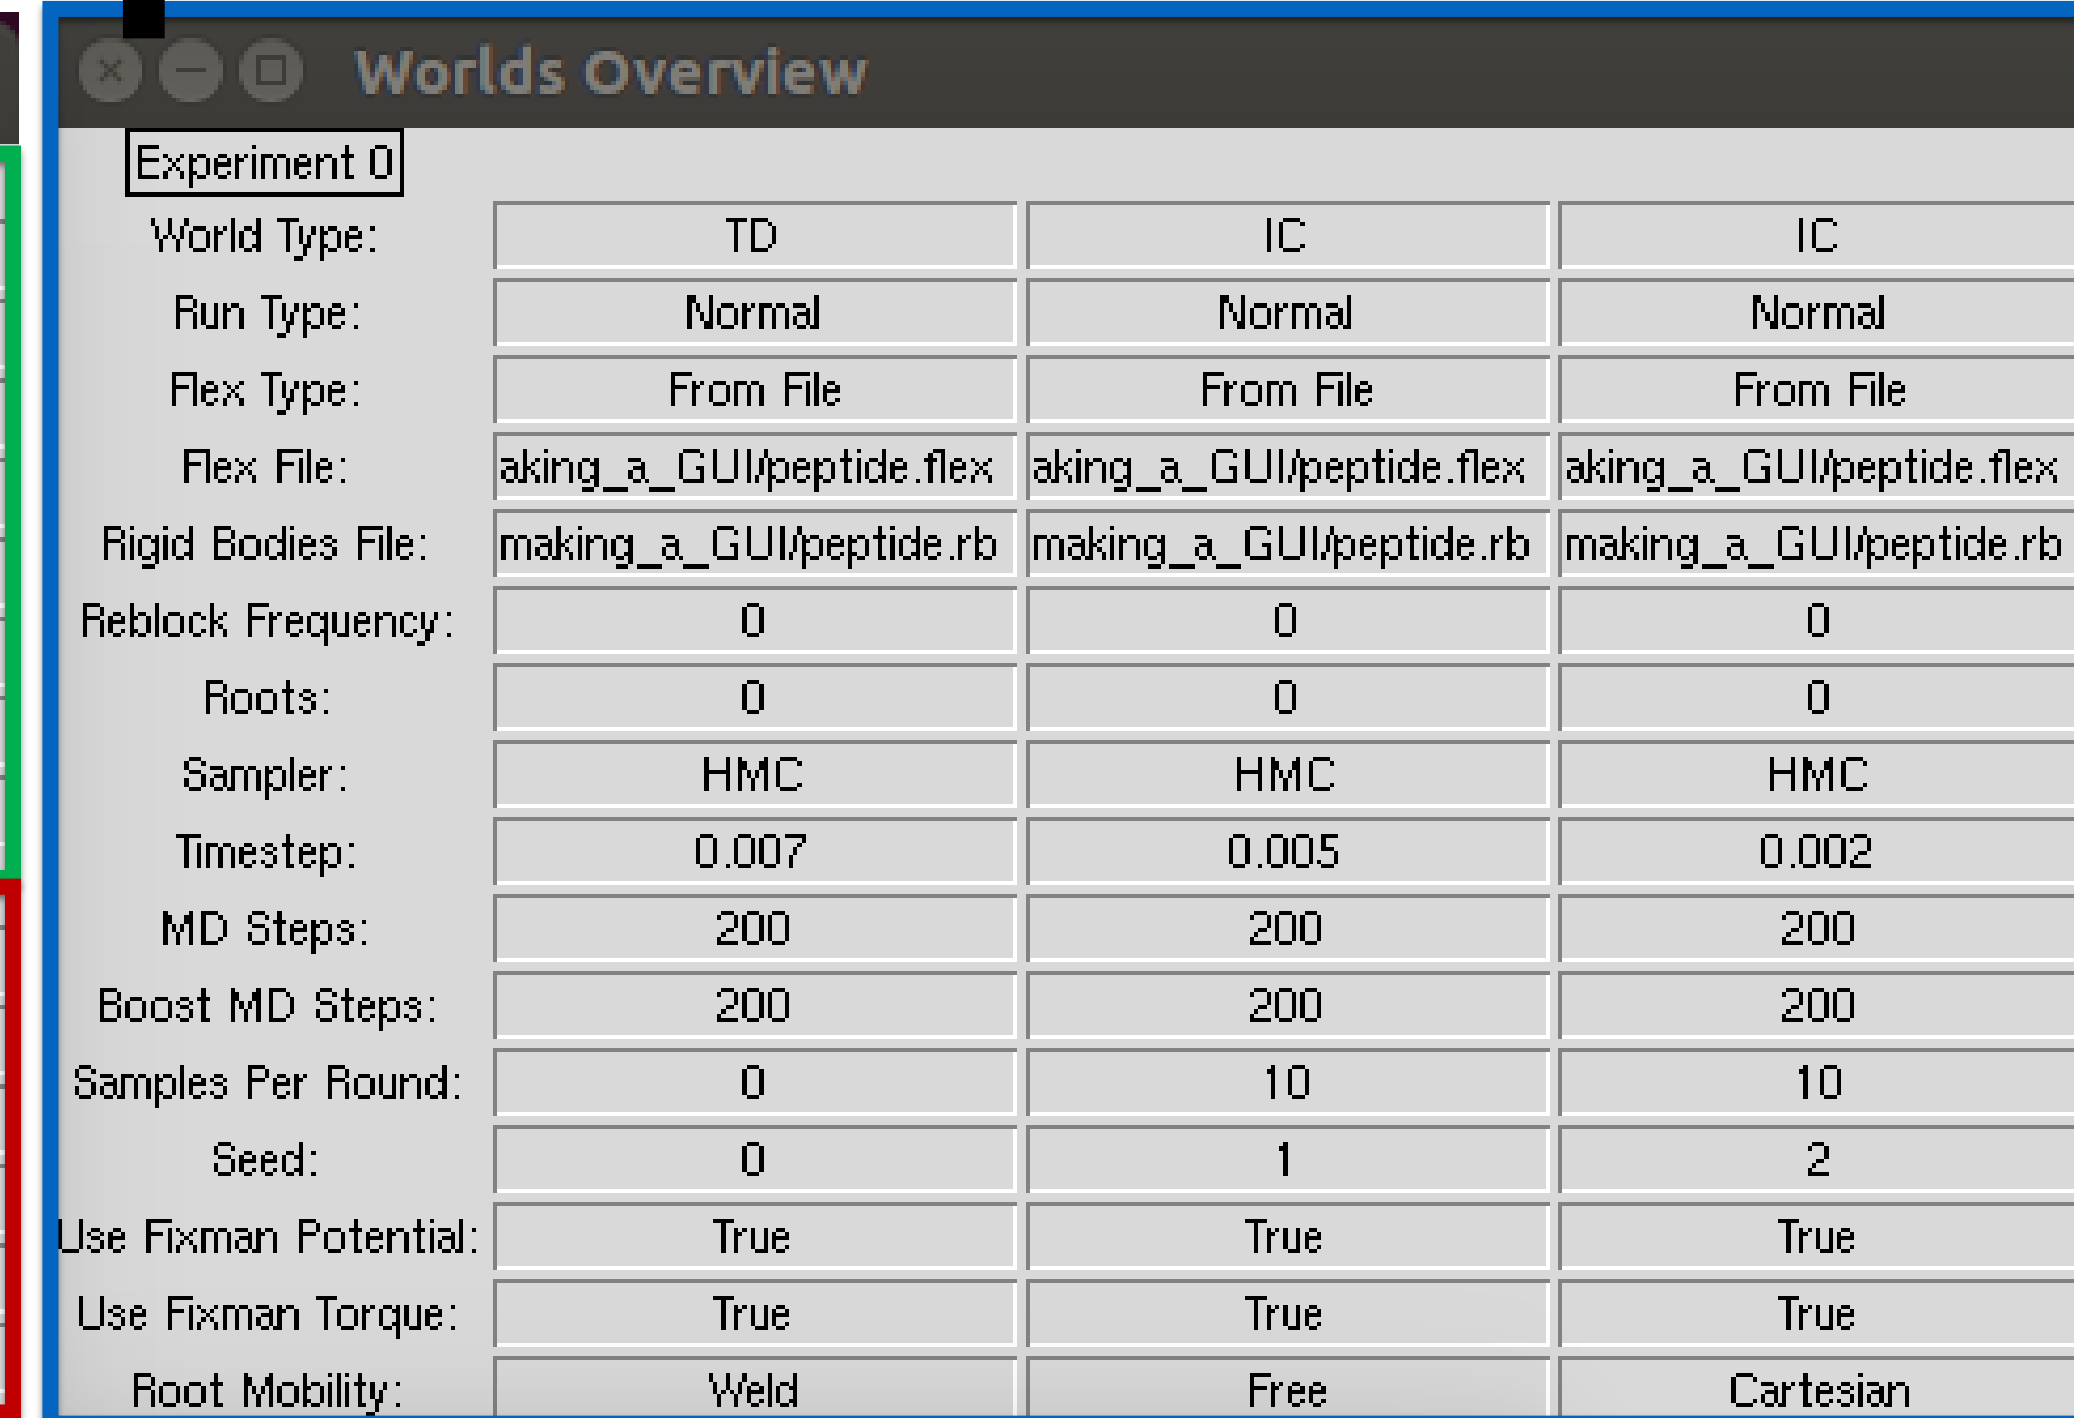 Worlds Overview
Experiment 0
World Type: TD IC IC
Run Type: Normal Normal Normal
Flex Type: From File From File From File
Flex File: aking_a_GUI/peptide.flex aking_a_GUI/peptide.flex aking_a_GUI/peptide.flex
Rigid Bodies File: making_a_GUI/peptide.rb making_a_GUI/peptide.rb making_a_GUI/peptide.rb
Reblock Frequency: 0 0 0
Roots: 0 0 0
Sampler: HMC HMC HMC
Timestep: 0.007 0.005 0.002
MD Steps: 200 200 200
Boost MD Steps: 200 200 200
Samples Per Round: 0 10 10
Seed: 0 1 2
Use Fixman Potential: True True True
Use Fixman Torque: True True True
Root Mobility: Weld Free Cartesian